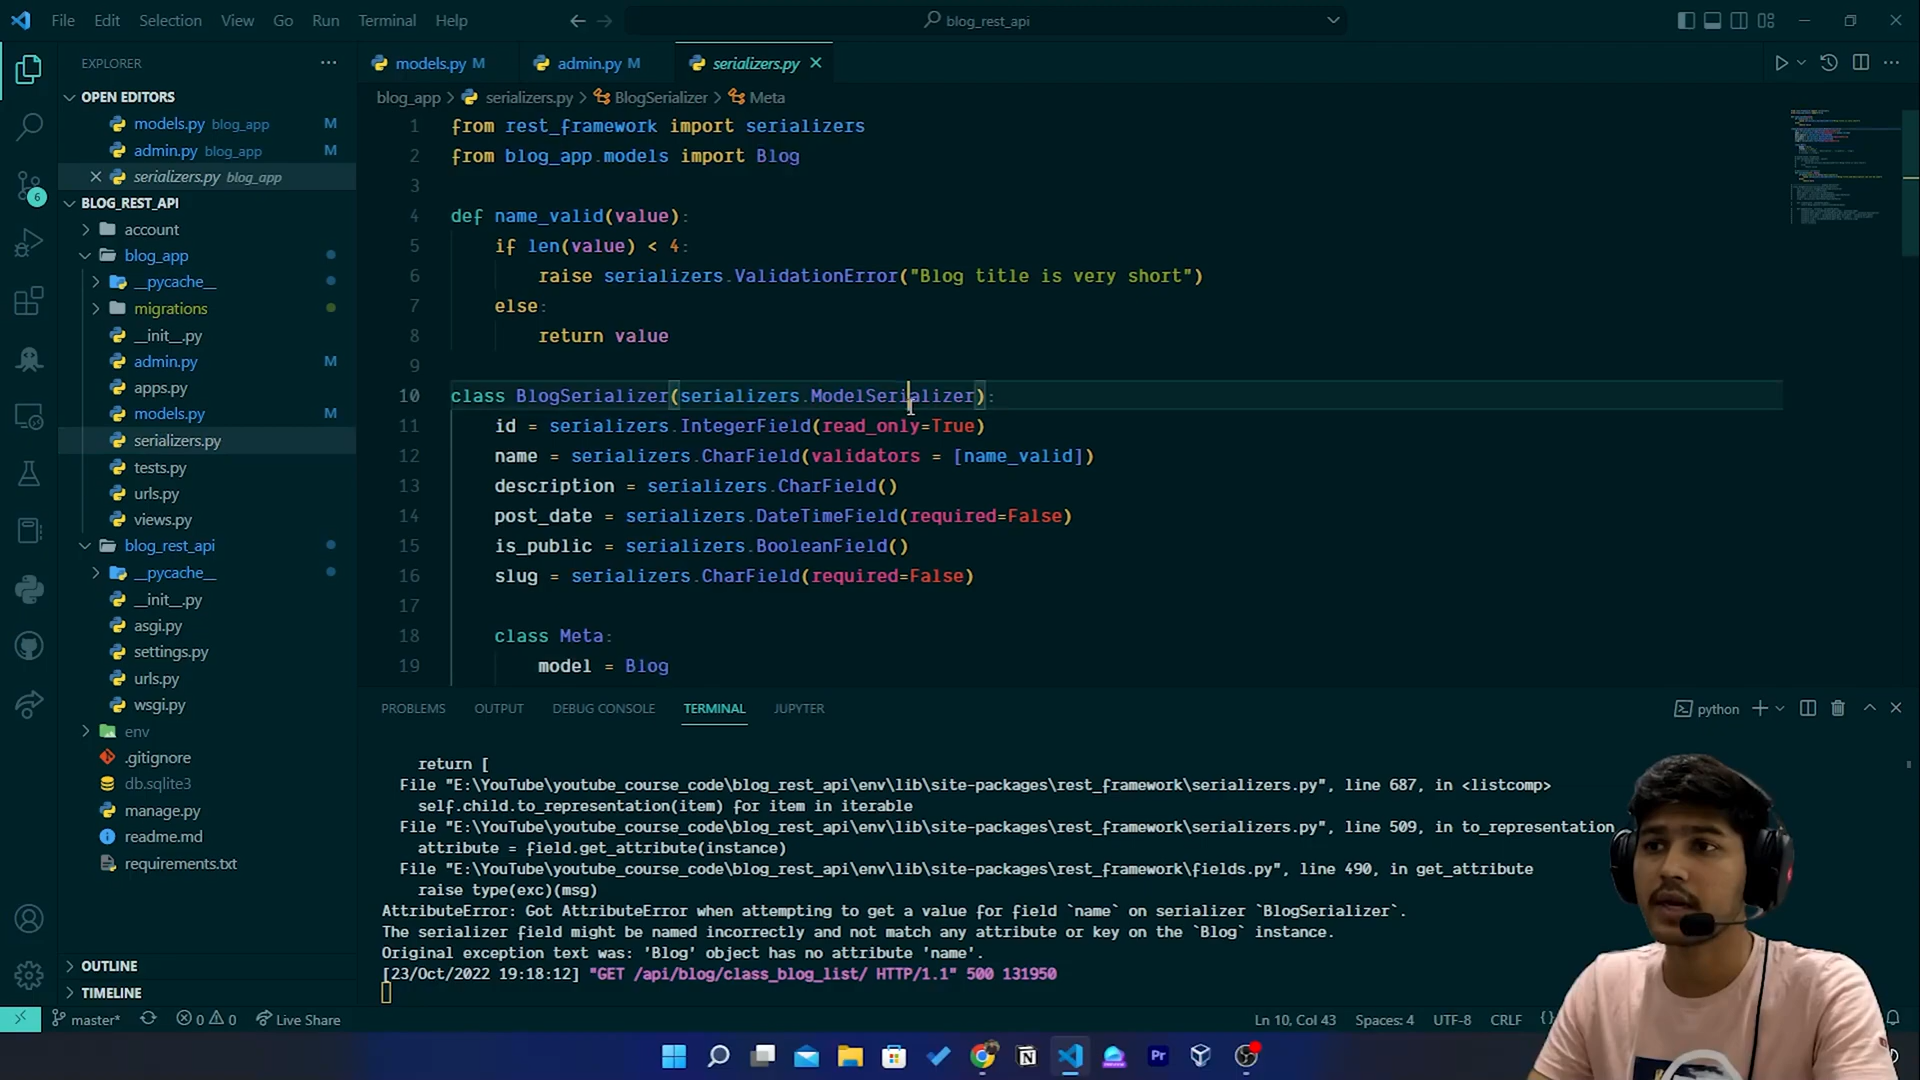 File Edit Selection View Go Run Terminal Help
blog_rest_api
EXPLORER
OPEN EDITORS
models.py blog_app M
admin.py blog_app M
serializers.py blog_app
BLOG_REST_API
account
blog_app
__pycache__
migrations
__init__.py
admin.py M
apps.py
models.py M
serializers.py
tests.py
urls.py
views.py
blog_rest_api
__pycache__
__init__.py
asgi.py
settings.py
urls.py
wsgi.py
env
.gitignore
db.sqlite3
manage.py
readme.md
requirements.txt
OUTLINE
TIMELINE
6
models.py M admin.py M serializers.py
blog_app > serializers.py > BlogSerializer > Meta
1 from rest_framework import serializers
2 from blog_app.models import Blog
3
4 def name_valid(value):
5 if len(value) < 4:
6 raise serializers.ValidationError("Blog title is very short")
7 else:
8 return value
9
10 class BlogSerializer(serializers.ModelSerializer):
11 id = serializers.IntegerField(read_only=True)
12 name = serializers.CharField(validators = [name_valid])
13 description = serializers.CharField()
14 post_date = serializers.DateTimeField(required=False)
15 is_public = serializers.BooleanField()
16 slug = serializers.CharField(required=False)
17
18 class Meta:
19 model = Blog
PROBLEMS OUTPUT DEBUG CONSOLE TERMINAL JUPYTER
python
return [
File "E:\YouTube\youtube_course_code\blog_rest_api\env\lib\site-packages\rest_framework\serializers.py", line 687, in <listcomp>
self.child.to_representation(item) for item in iterable
File "E:\YouTube\youtube_course_code\blog_rest_api\env\lib\site-packages\rest_framework\serializers.py", line 509, in to_representation
attribute = field.get_attribute(instance)
File "E:\YouTube\youtube_course_code\blog_rest_api\env\lib\site-packages\rest_framework\fields.py", line 490, in get_attribute
raise type(exc)(msg)
AttributeError: Got AttributeError when attempting to get a value for field `name` on serializer `BlogSerializer`.
The serializer field might be named incorrectly and not match any attribute or key on the `Blog` instance.
Original exception text was: 'Blog' object has no attribute 'name'.
[23/Oct/2022 19:18:12] "GET /api/blog/class_blog_list/ HTTP/1.1" 500 131950
master* 0 0 Live Share
Ln 10, Col 43 Spaces: 4 UTF-8 CRLF {
Pr